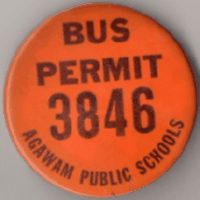 BUS
PERMIT
3846
AGAWAM PUBLIC SCHOOLS